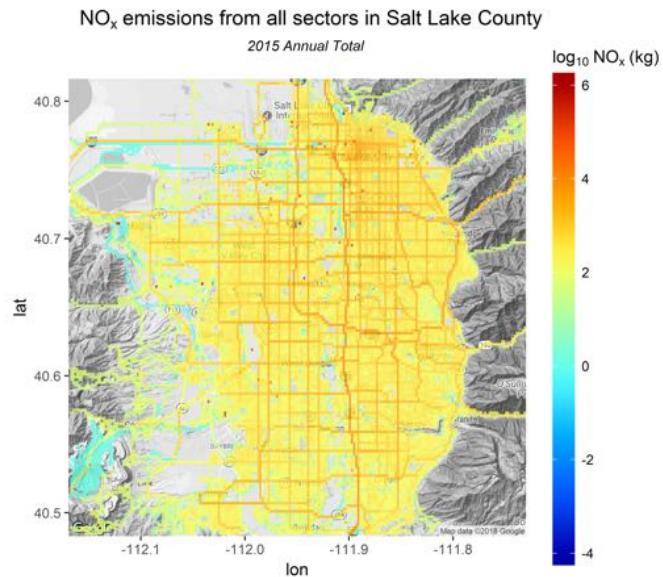 NOₓ emissions from all sectors in Salt Lake County
2015 Annual Total
log₁₀ NOₓ (kg)
6
4
2
0
-2
-4
40.8
40.7
40.6
40.5
lat
Salt Lake
Map data ©2018 Google
-112.1
-112.0
-111.9
-111.8
lon